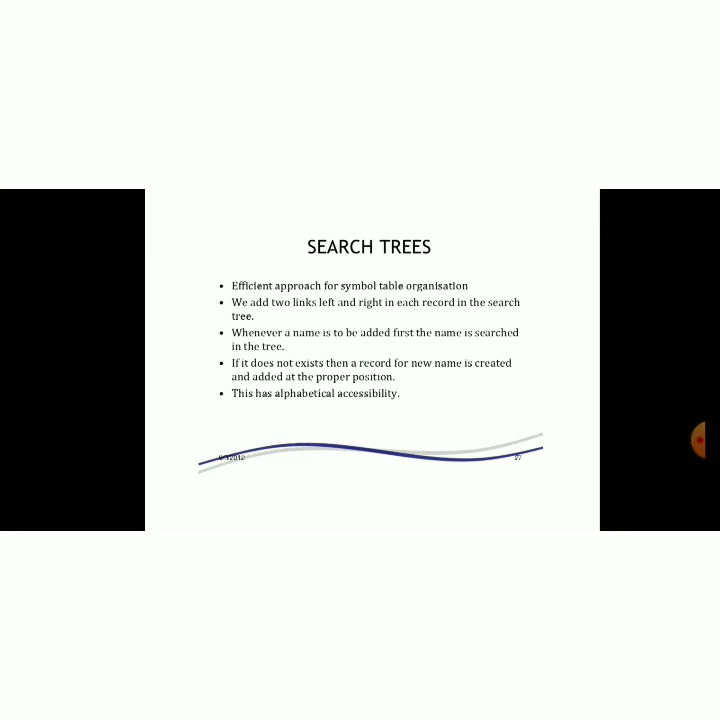 SEARCH TREES
• Efficient approach for symbol table organisation
• We add two links left and right in each record in the search
tree.
• Whenever a name is to be added first the name is searched
in the tree.
• If it does not exists then a record for new name is created
and added at the proper position.
• This has alphabetical accessibility.
27